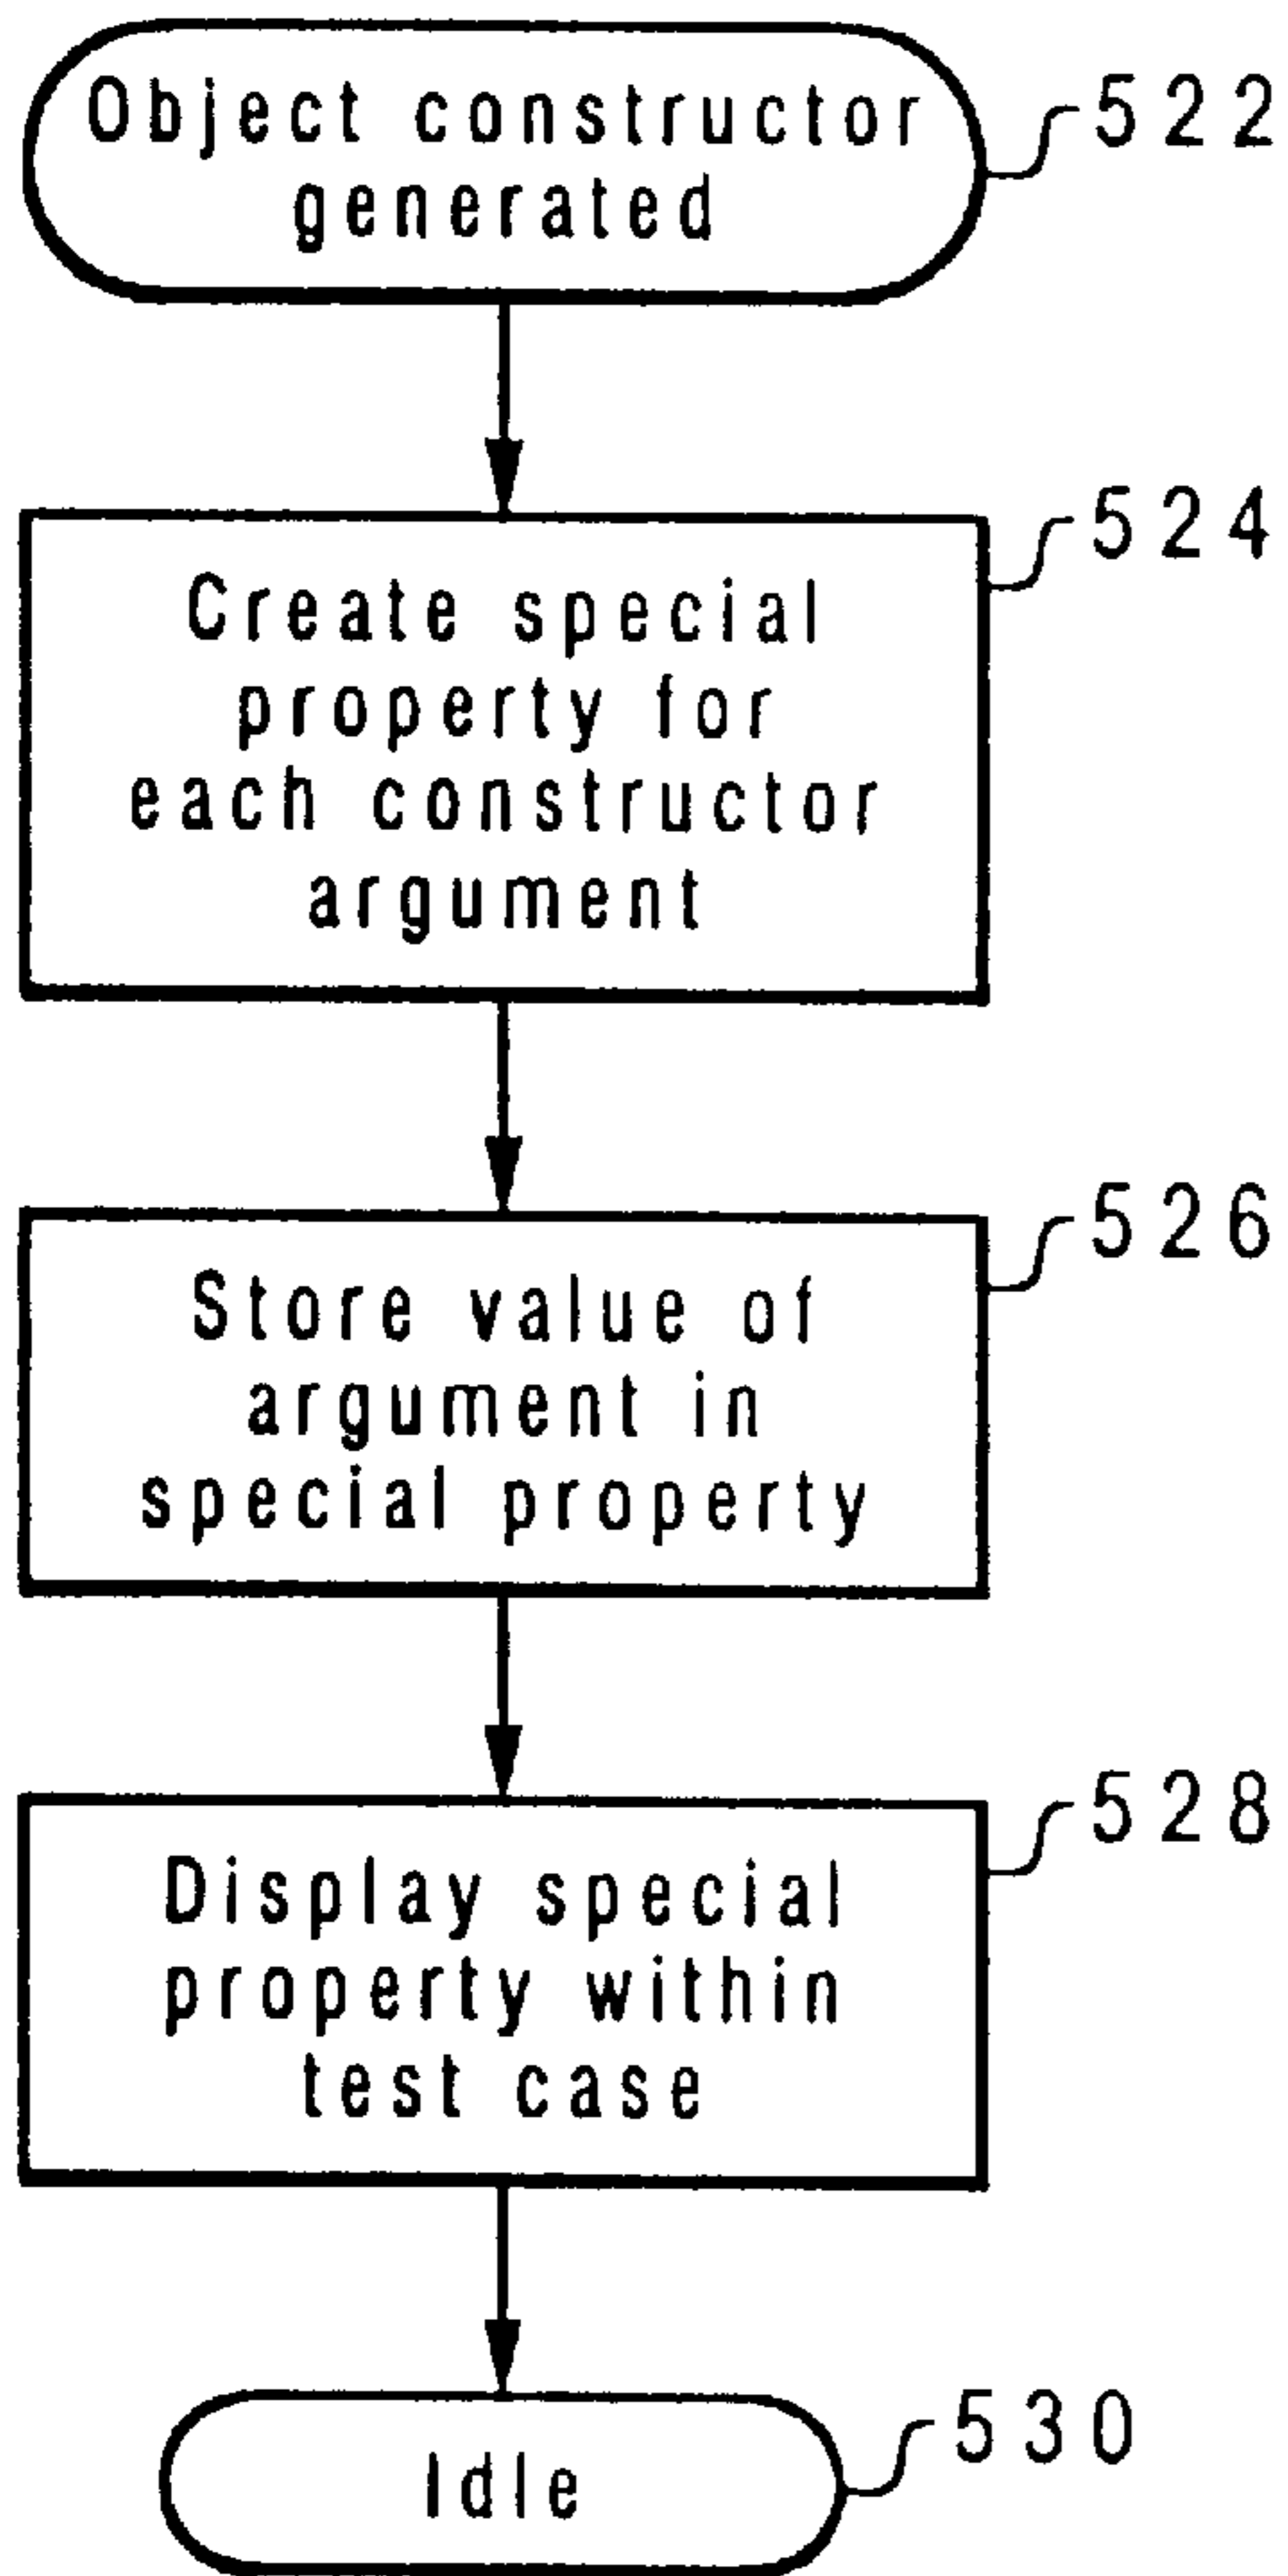 Object constructor
generated
522
524
Create special
property for
each constructor
argument
526
Store value of
argument in
special property
528
Display special
property within
test case
530
Idle